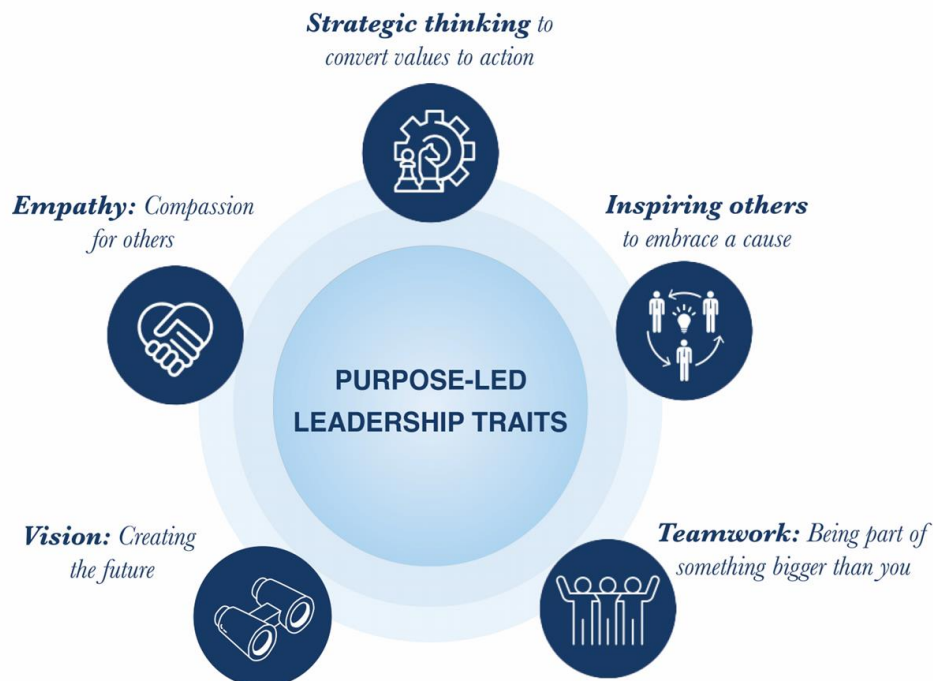 Strategic thinking to
convert values to action
Empathy: Compassion
for others
Inspiring others
to embrace a cause
PURPOSE-LED
LEADERSHIP TRAITS
Vision: Creating
the future
Teamwork: Being part of
something bigger than you